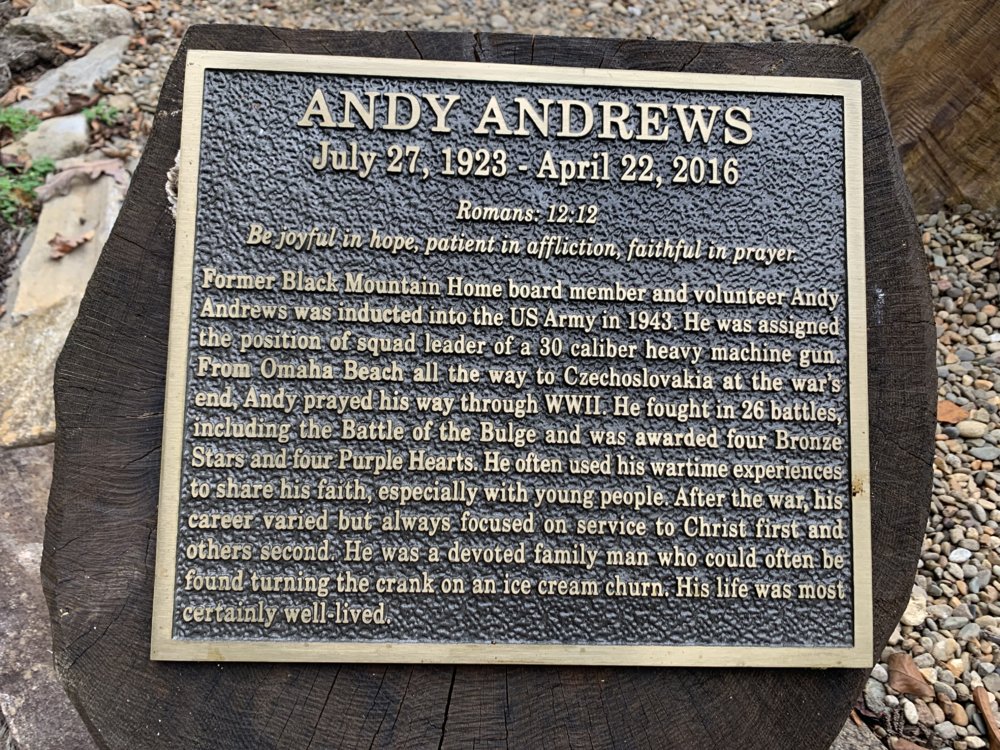 ANDY ANDREWS
July 27, 1923 - April 22, 2016
Romans: 12:12
Be joyful in hope, patient in affliction, faithful in prayer.
Former Black Mountain Home board member and volunteer Andy
Andrews was inducted into the US Army in 1943. He was assigned
the position of squad leader of a 30 caliber heavy machine gun.
From Omaha Beach all the way to Czechoslovakia at the war's
end, Andy prayed his way through WWII. He fought in 26 battles,
including the Battle of the Bulge and was awarded four Bronze
Stars and four Purple Hearts. He often used his wartime experiences
to share his faith, especially with young people. After the war, his
career varied but always focused on service to Christ first and
others second. He was a devoted family man who could often be
found turning the crank on an ice cream churn. His life was most
certainly well-lived.